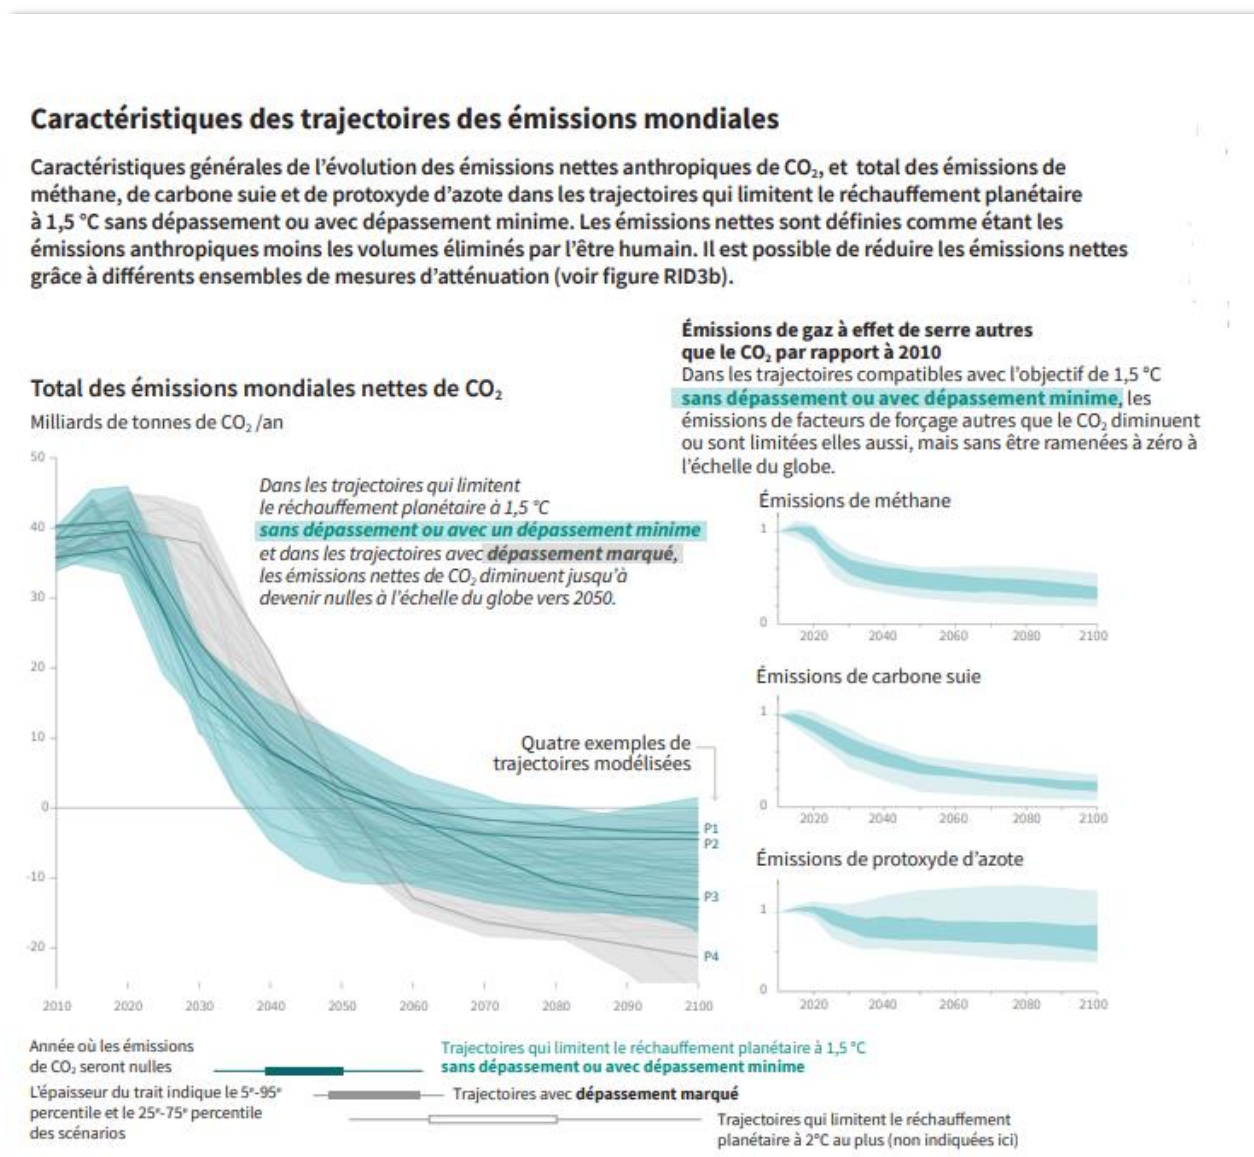 Caractéristiques des trajectoires des émissions mondiales
Caractéristiques générales de l’évolution des émissions nettes anthropiques de CO₂, et total des émissions de
méthane, de carbone suie et de protoxyde d’azote dans les trajectoires qui limitent le réchauffement planétaire
à 1,5 °C sans dépassement ou avec dépassement minime. Les émissions nettes sont définies comme étant les
émissions anthropiques moins les volumes éliminés par l’être humain. Il est possible de réduire les émissions nettes
grâce à différents ensembles de mesures d’atténuation (voir figure RID3b).
Total des émissions mondiales nettes de CO₂
Milliards de tonnes de CO₂ /an
50
40
30
20
10
0
-10
-20
2010 2020 2030 2040 2050 2060 2070 2080 2090 2100
Dans les trajectoires qui limitent
le réchauffement planétaire à 1,5 °C
sans dépassement ou avec un dépassement minime
et dans les trajectoires avec dépassement marqué,
les émissions nettes de CO₂ diminuent jusqu’à
devenir nulles à l’échelle du globe vers 2050.
Quatre exemples de
trajectoires modélisées
P1
P2
P3
P4
Émissions de gaz à effet de serre autres
que le CO₂ par rapport à 2010
Dans les trajectoires compatibles avec l’objectif de 1,5 °C
sans dépassement ou avec dépassement minime, les
émissions de facteurs de forçage autres que le CO₂ diminuent
ou sont limitées elles aussi, mais sans être ramenées à zéro à
l’échelle du globe.
Émissions de méthane
1
0
2020 2040 2060 2080 2100
Émissions de carbone suie
1
0
2020 2040 2060 2080 2100
Émissions de protoxyde d’azote
1
0
2020 2040 2060 2080 2100
Année où les émissions
de CO₂ seront nulles
L’épaisseur du trait indique le 5ᵉ-95ᵉ
percentile et le 25ᵉ-75ᵉ percentile
des scénarios
Trajectoires qui limitent le réchauffement planétaire à 1,5 °C
sans dépassement ou avec dépassement minime
Trajectoires avec dépassement marqué
Trajectoires qui limitent le réchauffement
planétaire à 2°C au plus (non indiquées ici)